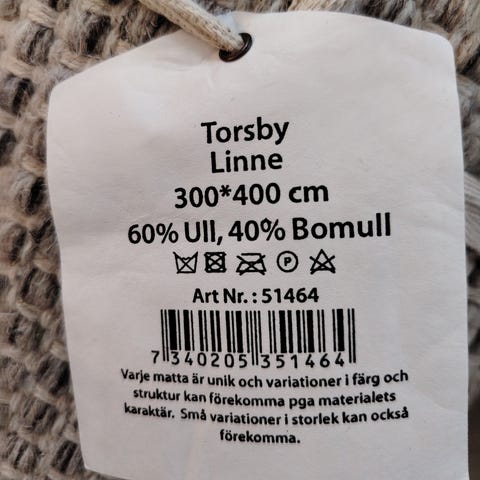 Torsby
Linne
300*400 cm
60% Ull, 40% Bomull
Art Nr.: 51464
7 340205 351464
Varje matta är unik och variationer i färg och
struktur kan förekomma pga materialets
karaktär. Små variationer i storlek kan också
förekomma.